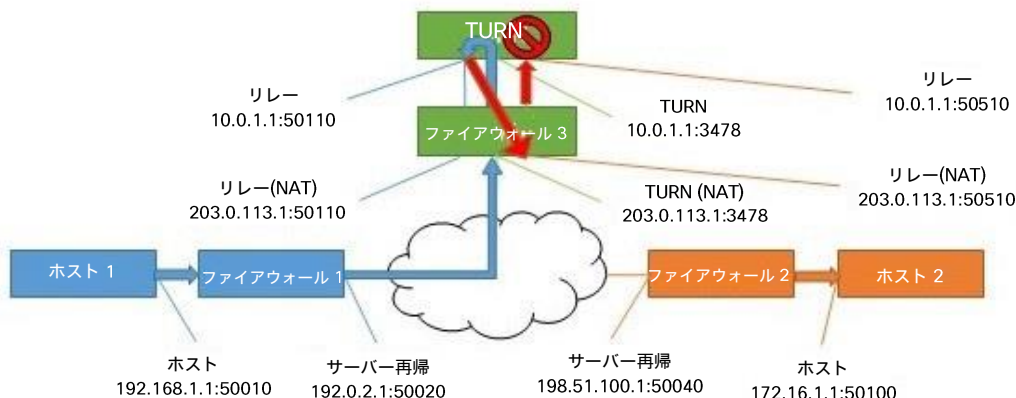 TURN
リレー
10.0.1.1:50110
ファイアウォール 3
TURN
10.0.1.1:3478
リレー
10.0.1.1:50510
リレー(NAT)
203.0.113.1:50110
TURN (NAT)
203.0.113.1:3478
リレー(NAT)
203.0.113.1:50510
ホスト 1
ファイアウォール 1
ファイアウォール 2
ホスト 2
ホスト
192.168.1.1:50010
サーバー再帰
192.0.2.1:50020
サーバー再帰
198.51.100.1:50040
ホスト
172.16.1.1:50100